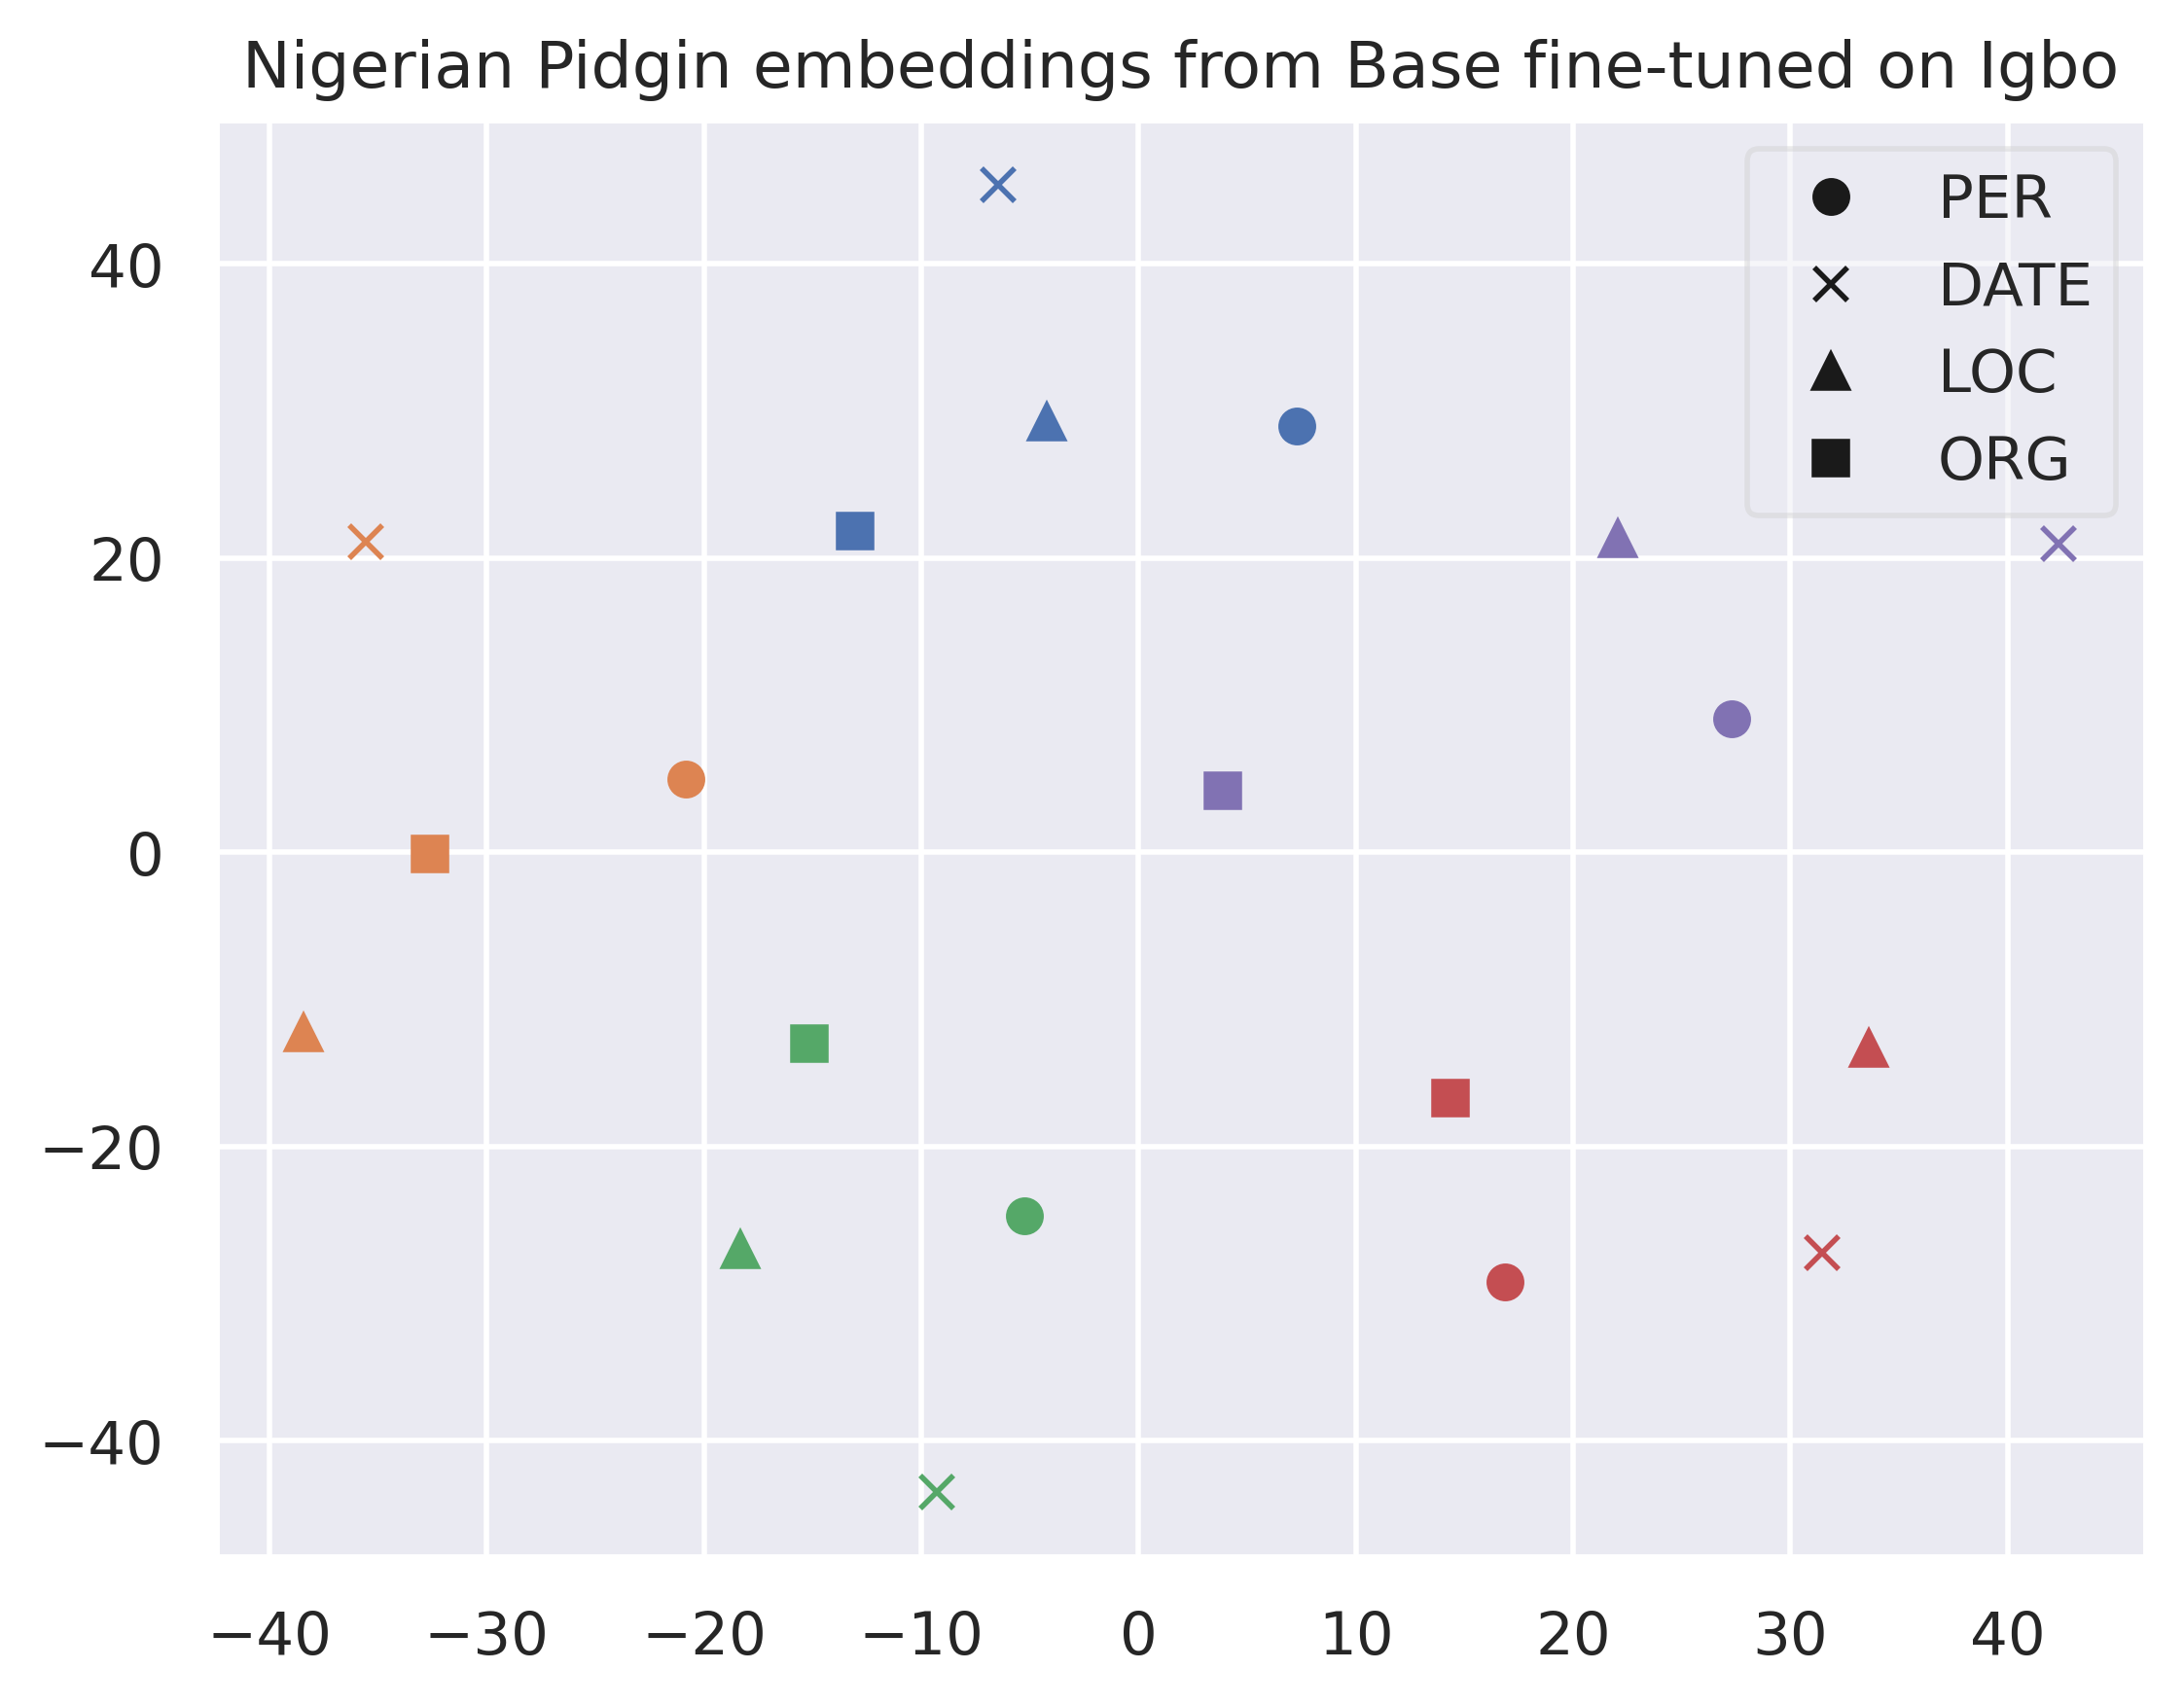 Nigerian Pidgin embeddings from Base fine-tuned on Igbo
PER
DATE
LOC
ORG
40
20
0
−20
−40
−40 −30 −20 −10 0 10 20 30 40